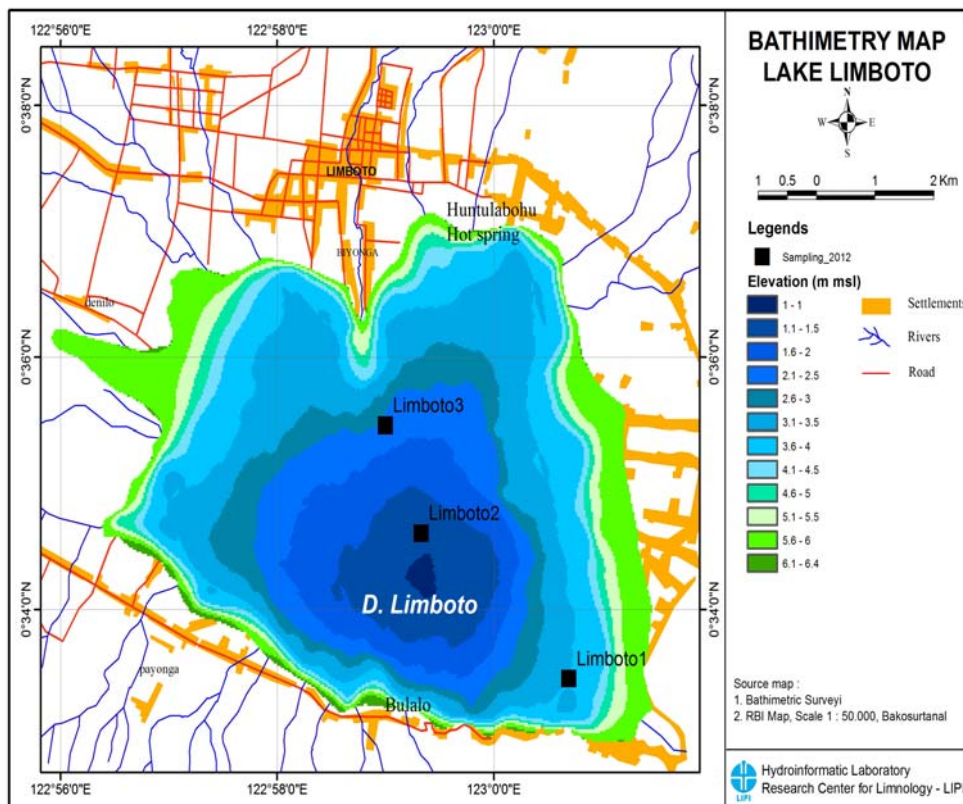 122°56'0"E
122°58'0"E
123°0'0"E
0°38'0"N
0°38'0"N
LIMBOTO
Huntulabohu
Hot spring
BIYONGA
denilo
0°36'0"N
0°36'0"N
Limboto3
Limboto2
0°34'0"N
0°34'0"N
D. Limboto
Limboto1
payonga
Bulalo
122°56'0"E
122°58'0"E
123°0'0"E
BATHIMETRY MAP
LAKE LIMBOTO
N
W E
S
1 0.5 0 1 2 Km
Legends
Sampling_2012
Elevation (m msl)
1 - 1
1.1 - 1.5
1.6 - 2
2.1 - 2.5
2.6 - 3
3.1 - 3.5
3.6 - 4
4.1 - 4.5
4.6 - 5
5.1 - 5.5
5.6 - 6
6.1 - 6.4
Settlements
Rivers
Road
Source map :
1. Bathimetric Surveyi
2. RBI Map, Scale 1 : 50.000, Bakosurtanal
LIPI
Hydroinformatic Laboratory
Research Center for Limnology - LIPI